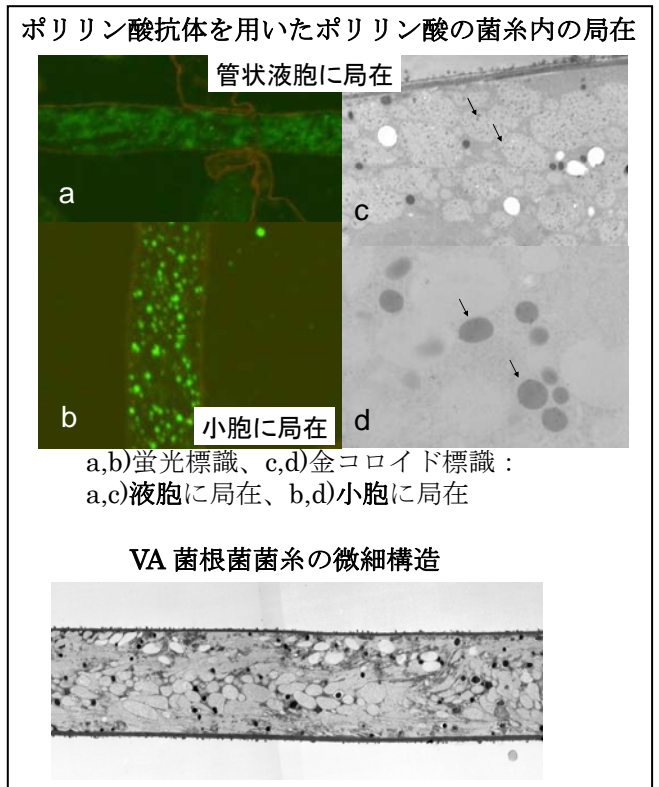 ポリリン酸抗体を用いたポリリン酸の菌糸内の局在
管状液胞に局在
a
c
b
小胞に局在
d
a,b)蛍光標識、c,d)金コロイド標識：
a,c)液胞に局在、b,d)小胞に局在
VA 菌根菌菌糸の微細構造